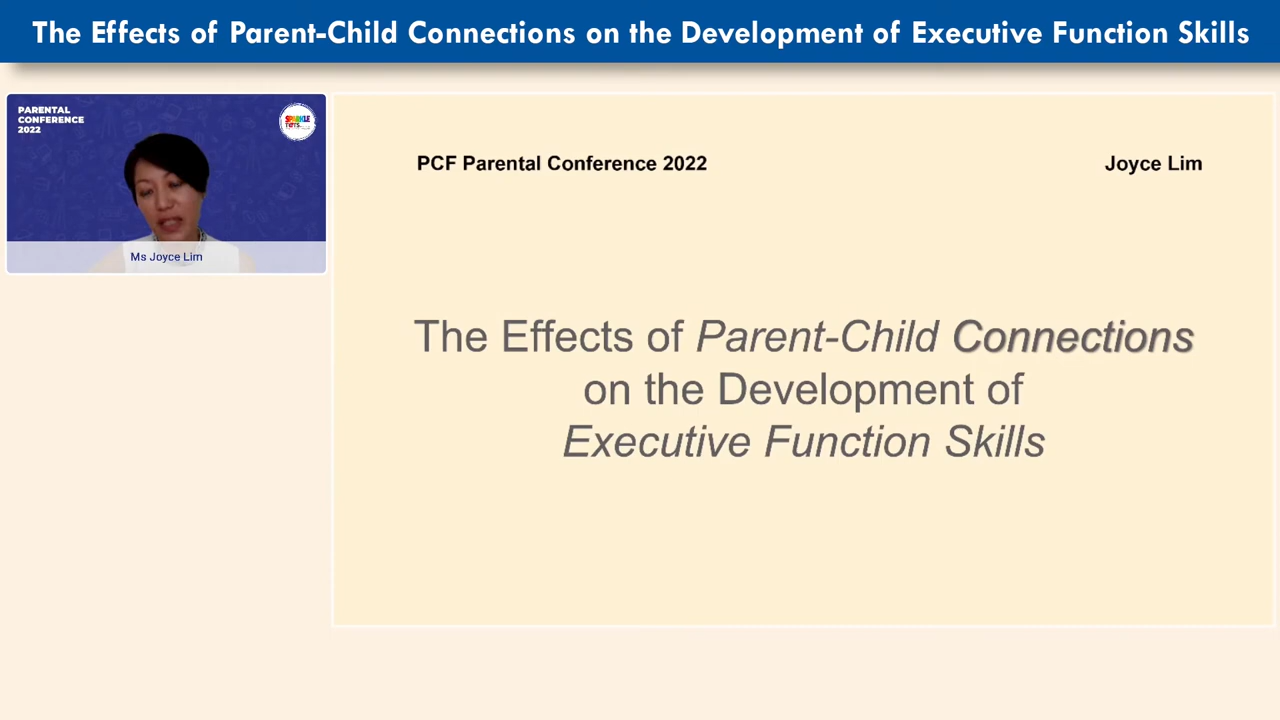 The Effects of Parent-Child Connections on the Development of Executive Function Skills
PARENTAL
CONFERENCE
2022
SPARKLE
TOTS
Ms Joyce Lim
PCF Parental Conference 2022
Joyce Lim
The Effects of Parent-Child Connections
on the Development of
Executive Function Skills